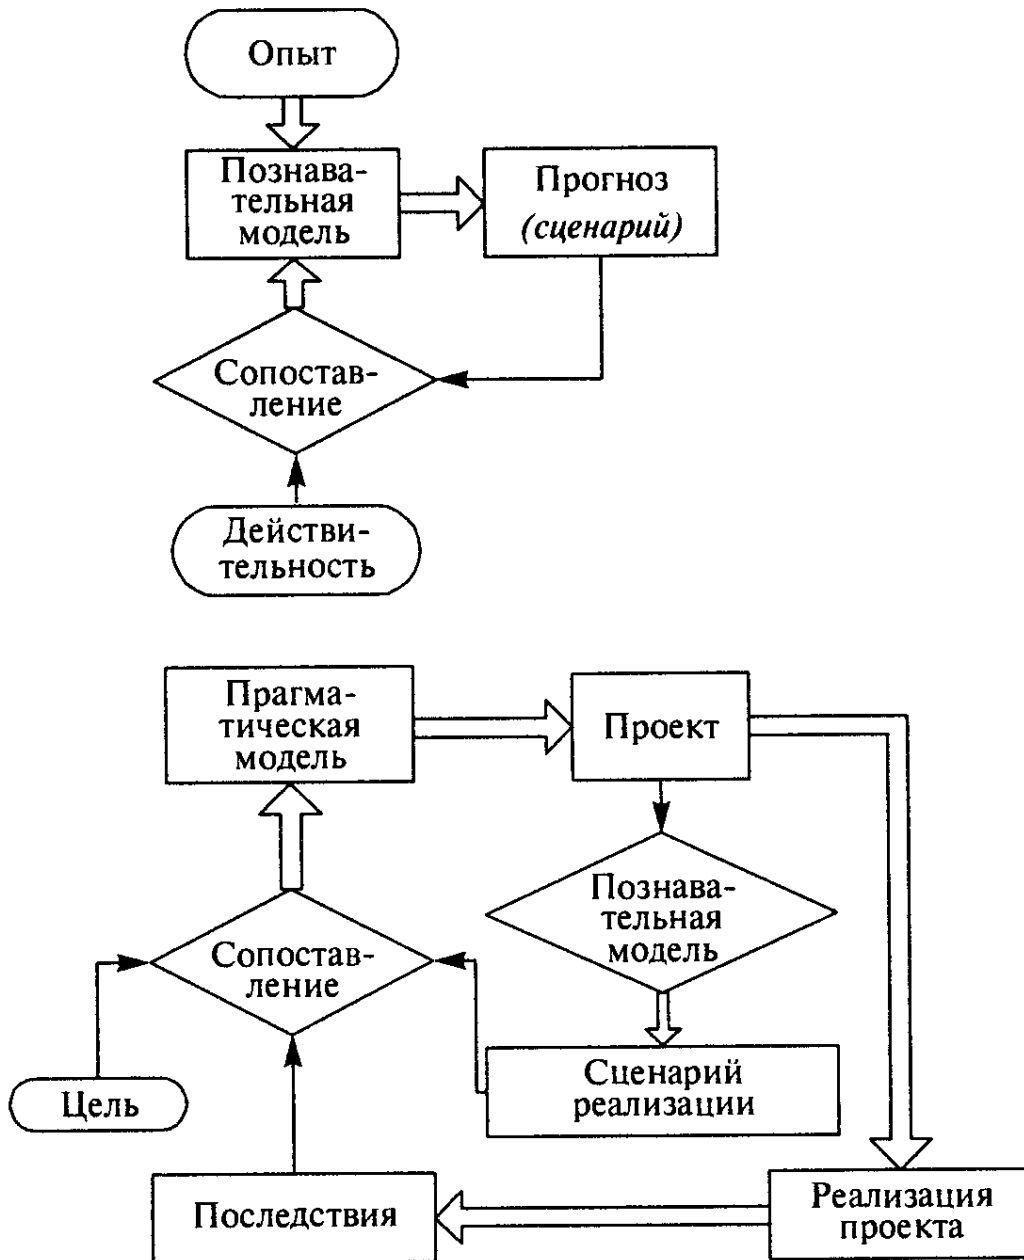 Опыт
Познава-
тельная
модель
Прогноз
(сценарий)
Сопостав-
ление
Действи-
тельность
Прагма-
тическая
модель
Проект
Познава-
тельная
модель
Сопостав-
ление
Сценарий
реализации
Цель
Последствия
Реализация
проекта